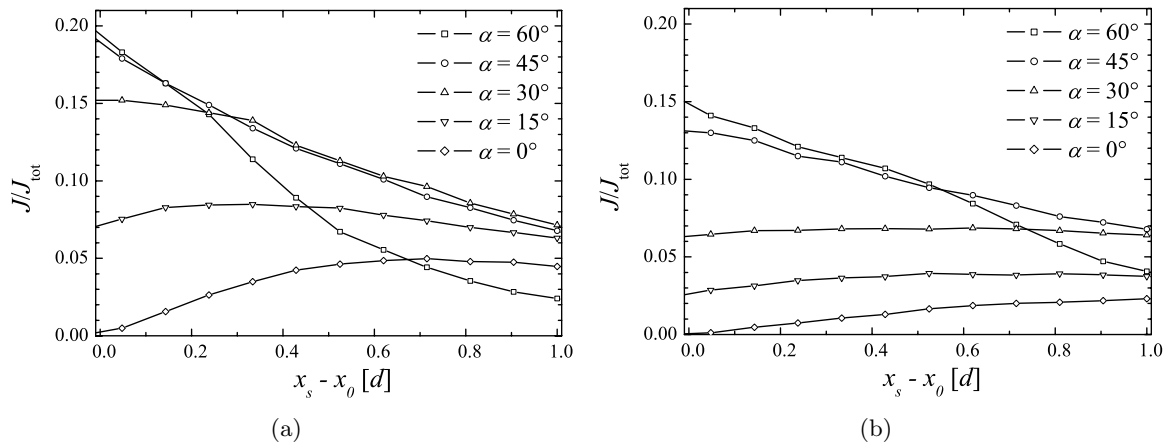 0.20
0.15
0.10
0.05
0.00
J/J_tot
0.0 0.2 0.4 0.6 0.8 1.0
x_s - x_0 [d]
α = 60°
α = 45°
α = 30°
α = 15°
α = 0°
(a)
0.20
0.15
0.10
0.05
0.00
J/J_tot
0.0 0.2 0.4 0.6 0.8 1.0
x_s - x_0 [d]
α = 60°
α = 45°
α = 30°
α = 15°
α = 0°
(b)